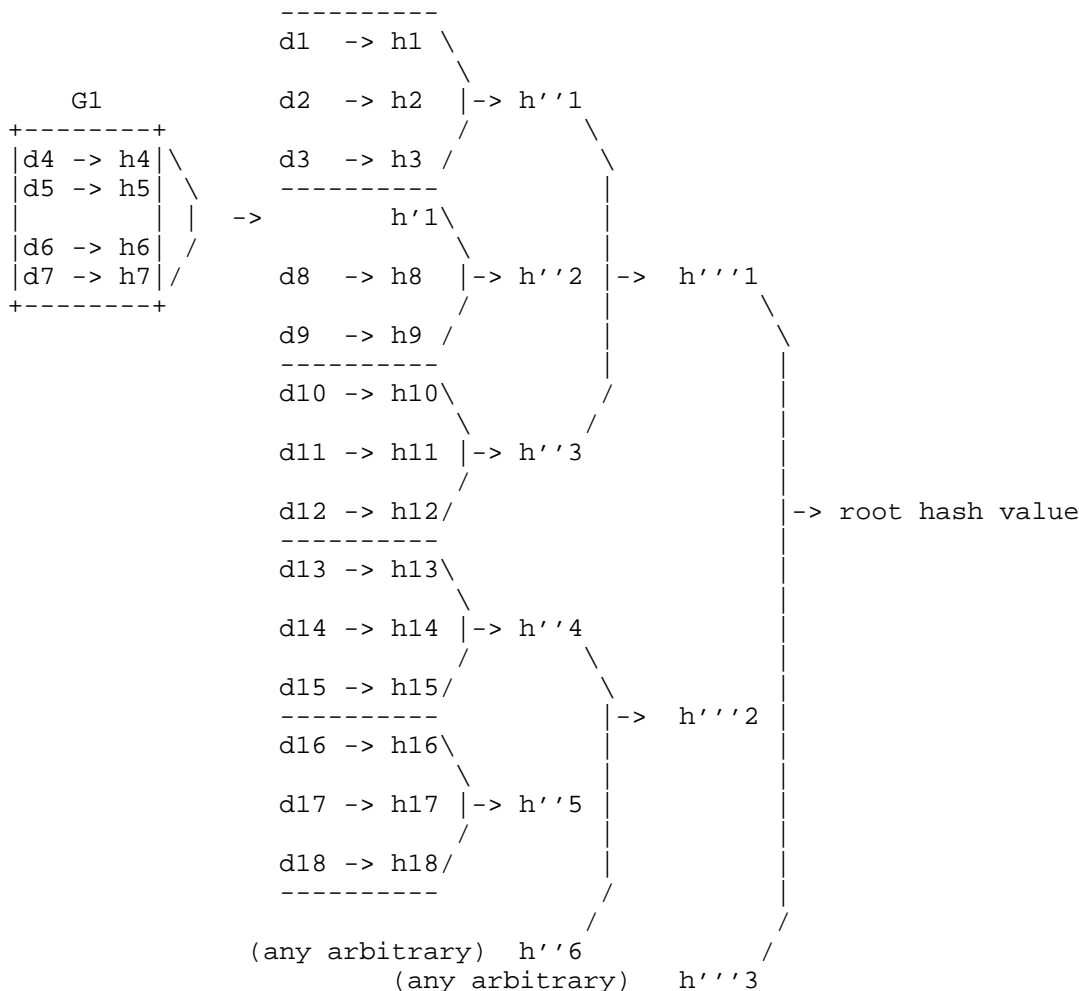 ----------
d1 -> h1 \
\
G1 d2 -> h2 |-> h''1
+--------+ / \
|d4 -> h4|\ d3 -> h3 / \
|d5 -> h5| \ ---------- |
| | | -> h'1\ |
|d6 -> h6| / \ |
|d7 -> h7|/ d8 -> h8 |-> h''2 |-> h'''1
+--------+ / | \
d9 -> h9 / | \
---------- | |
d10 -> h10\ / |
\ / |
d11 -> h11 |-> h''3 |
/ |
d12 -> h12/ |-> root hash value
---------- |
d13 -> h13\ |
\ |
d14 -> h14 |-> h''4 |
/ \ |
d15 -> h15/ \ |
---------- |-> h'''2 |
d16 -> h16\ | |
\ | |
d17 -> h17 |-> h''5 | |
/ | |
d18 -> h18/ | |
---------- / |
/ /
(any arbitrary) h''6 /
(any arbitrary) h'''3